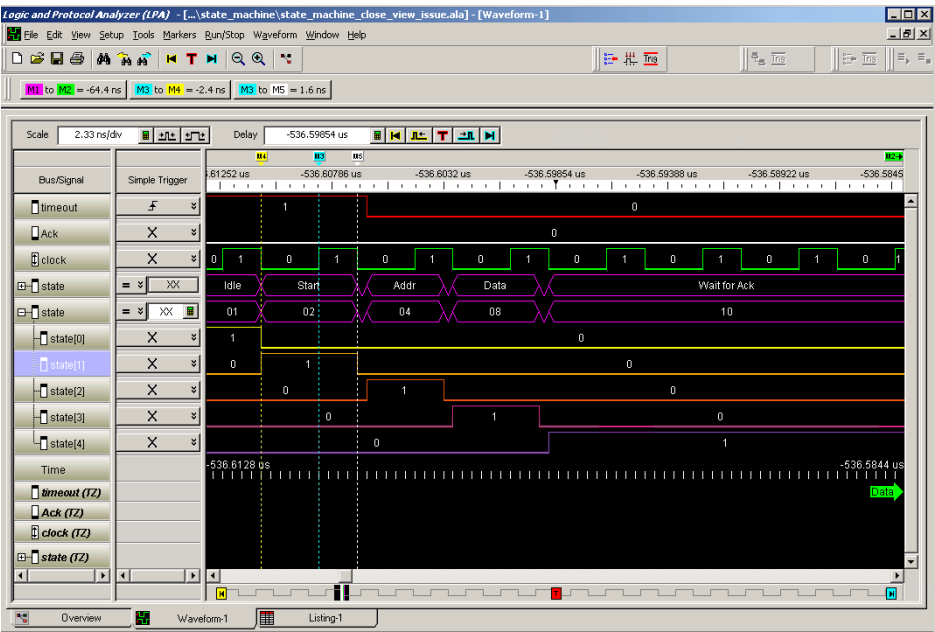 Logic and Protocol Analyzer (LPA) - [...\state_machine\state_machine_close_view_issue.ala] - [Waveform-1]
File Edit View Setup Tools Markers Run/Stop Waveform Window Help
T Trig Trig Trig
M1 to M2 = -64.4 ns M3 to M4 = -2.4 ns M3 to M5 = 1.6 ns
Scale 2.33 ns/div Delay -536.59854 us T
M4 M3 M5 M2
Bus/Signal Simple Trigger .61252 us -536.60786 us -536.6032 us -536.59854 us -536.59388 us -536.58922 us -536.5845
timeout 1 0
Ack X 0
clock X 0 1 0 1 0 1 0 1 0 1 0 1 0 1 0 1
state = XX Idle Start Addr Data Wait for Ack
state = XX 01 02 04 08 10
state[0] X 1 0
state[1] X 0 1 0
state[2] X 0 1 0
state[3] X 0 1 0
state[4] X 0 1
Time -536.6128 us -536.5844 us
timeout (TZ) Data
Ack (TZ)
clock (TZ)
state (TZ)
Overview Waveform-1 Listing-1